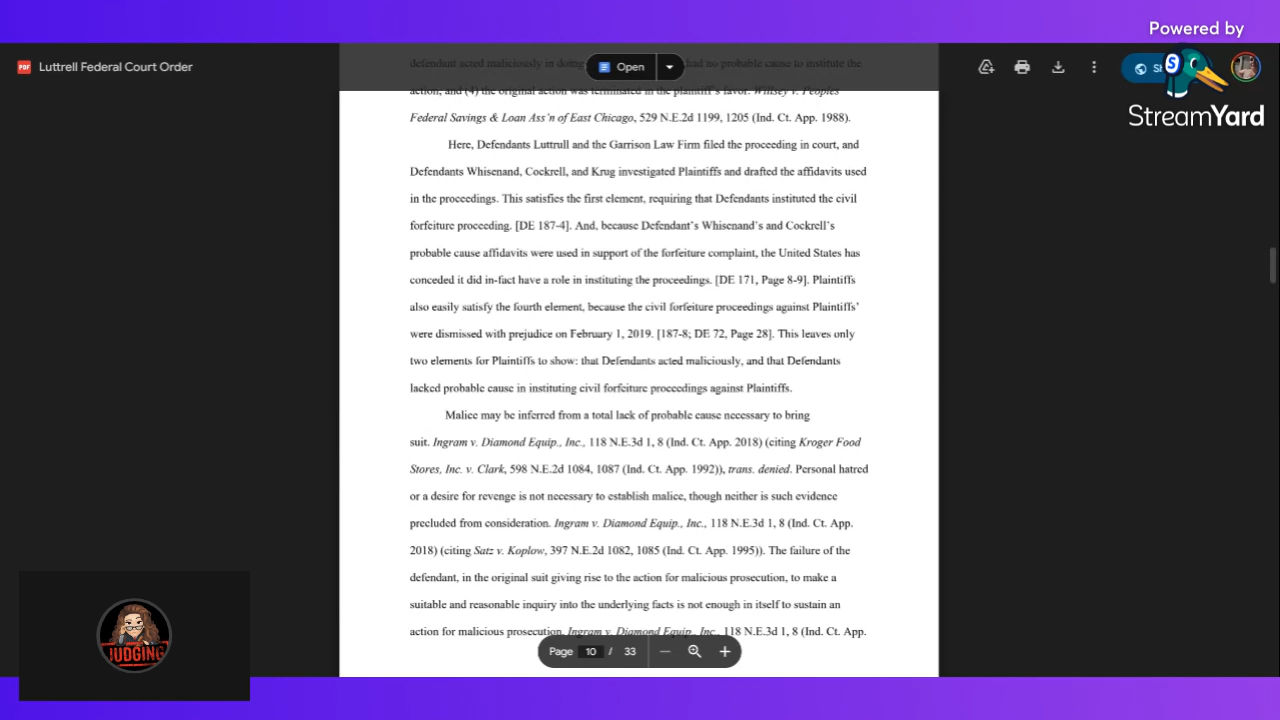 Powered by
StreamYard
Luttrell Federal Court Order
Open
defendant acted maliciously in doing had no probable cause to institute the
action, and (4) the original action was terminated in the plaintiff's favor. Willsey v. Peoples
Federal Savings & Loan Ass'n of East Chicago, 529 N.E.2d 1199, 1205 (Ind. Ct. App. 1988).
Here, Defendants Luttrull and the Garrison Law Firm filed the proceeding in court, and
Defendants Whisenand, Cockrell, and Krug investigated Plaintiffs and drafted the affidavits used
in the proceedings. This satisfies the first element, requiring that Defendants instituted the civil
forfeiture proceeding. [DE 187-4]. And, because Defendant's Whisenand's and Cockrell's
probable cause affidavits were used in support of the forfeiture complaint, the United States has
conceded it did in-fact have a role in instituting the proceedings. [DE 171, Page 8-9]. Plaintiffs
also easily satisfy the fourth element, because the civil forfeiture proceedings against Plaintiffs'
were dismissed with prejudice on February 1, 2019. [187-8; DE 72, Page 28]. This leaves only
two elements for Plaintiffs to show: that Defendants acted maliciously, and that Defendants
lacked probable cause in instituting civil forfeiture proceedings against Plaintiffs.
Malice may be inferred from a total lack of probable cause necessary to bring
suit. Ingram v. Diamond Equip., Inc., 118 N.E.3d 1, 8 (Ind. Ct. App. 2018) (citing Kroger Food
Stores, Inc. v. Clark, 598 N.E.2d 1084, 1087 (Ind. Ct. App. 1992)), trans. denied. Personal hatred
or a desire for revenge is not necessary to establish malice, though neither is such evidence
precluded from consideration. Ingram v. Diamond Equip., Inc., 118 N.E.3d 1, 8 (Ind. Ct. App.
2018) (citing Satz v. Koplow, 397 N.E.2d 1082, 1085 (Ind. Ct. App. 1995)). The failure of the
defendant, in the original suit giving rise to the action for malicious prosecution, to make a
suitable and reasonable inquiry into the underlying facts is not enough in itself to sustain an
action for malicious prosecution. Ingram v. Diamond Equip., Inc., 118 N.E.3d 1, 8 (Ind. Ct. App.
Page 10 / 33
JUDGING